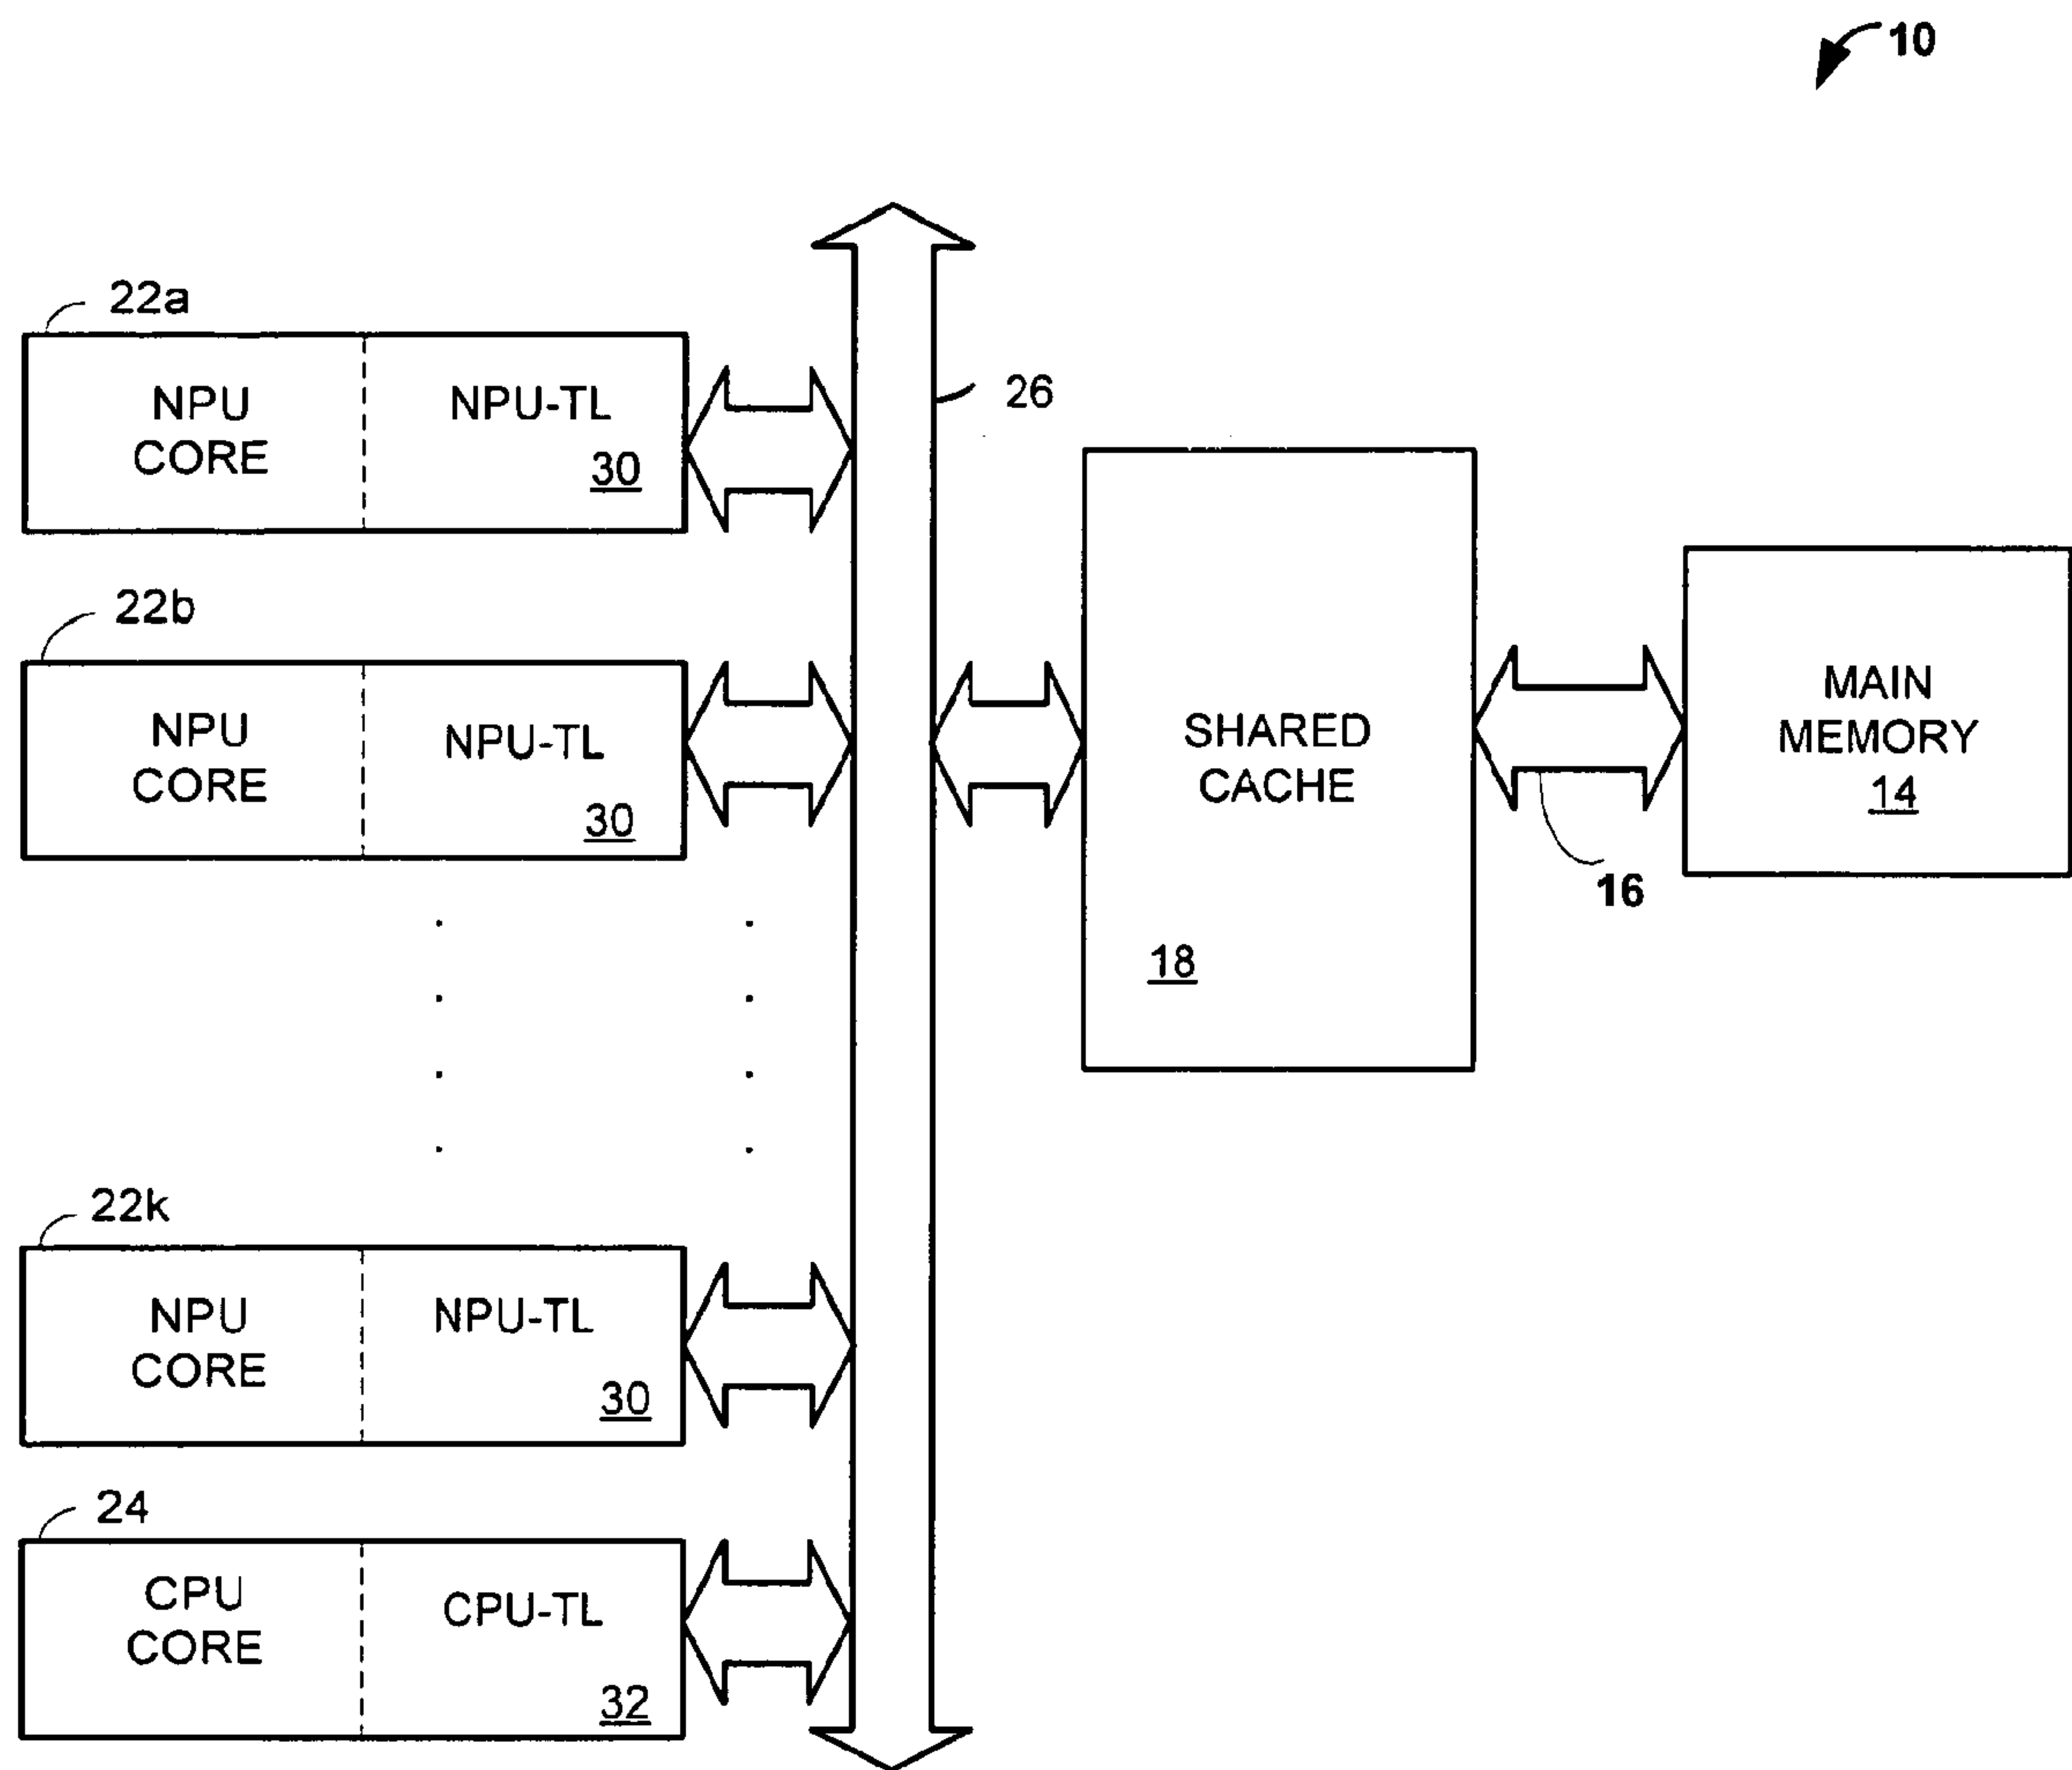 10
22a
NPU
CORE
NPU-TL
30
26
22b
NPU
CORE
NPU-TL
30
SHARED
CACHE
18
MAIN
MEMORY
14
16
22k
NPU
CORE
NPU-TL
30
24
CPU
CORE
CPU-TL
32